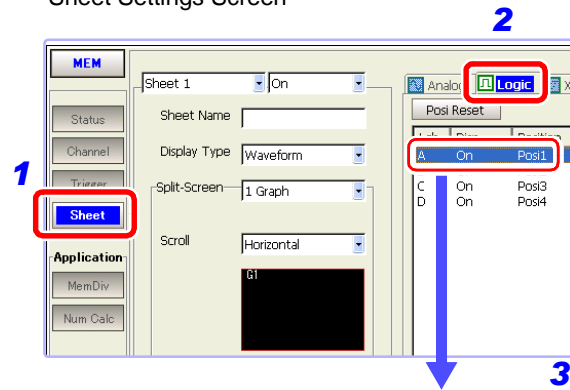 Sheet Settings Screen
2
MEM
Sheet 1 On
Analog Logic X
Status
Sheet Name
Posi Reset
Channel
Display Type Waveform
A On Posi1
1
Trigger
Split-Screen 1 Graph
C On Posi3
Sheet
D On Posi4
Scroll Horizontal
Application
G1
MemDiv
Num Calc
3